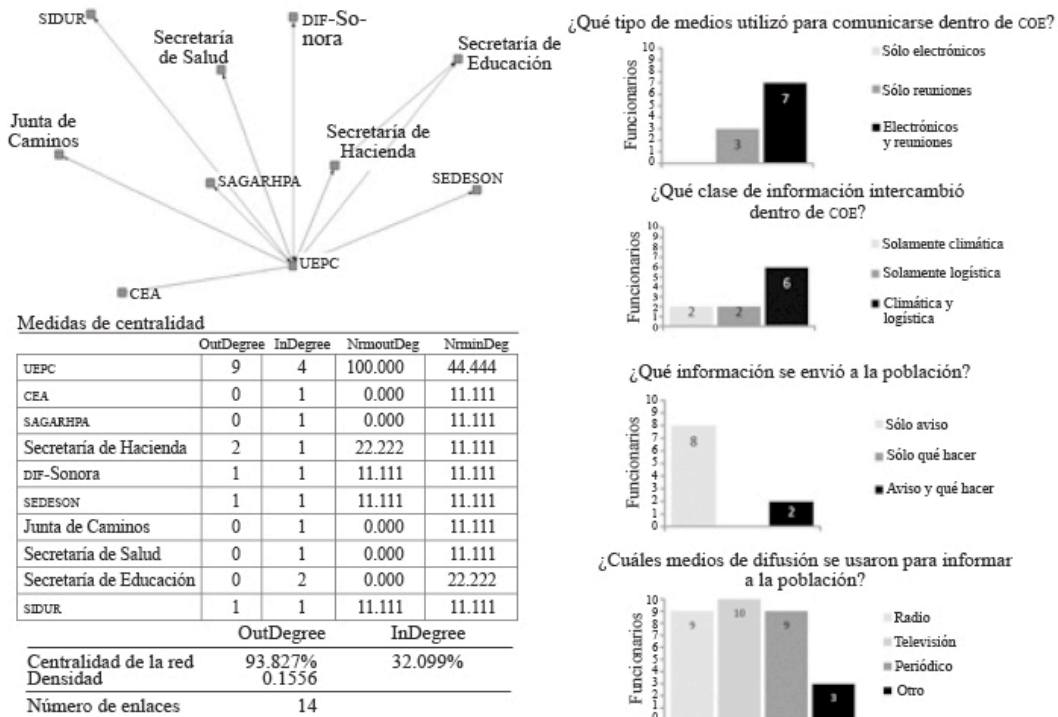 SIDUR
DIF-So-
nora
Secretaría
de Salud
Secretaría de
Educación
Junta de
Caminos
Secretaría de
Hacienda
SAGARHPA
SEDESON
UEPC
CEA
Medidas de centralidad
OutDegree InDegree NrmoutDeg NrminDeg
UEPC 9 4 100.000 44.444
CEA 0 1 0.000 11.111
SAGARHPA 0 1 0.000 11.111
Secretaría de Hacienda 2 1 22.222 11.111
DIF-Sonora 1 1 11.111 11.111
SEDESON 1 1 11.111 11.111
Junta de Caminos 0 1 0.000 11.111
Secretaría de Salud 0 1 0.000 11.111
Secretaría de Educación 0 2 0.000 22.222
SIDUR 1 1 11.111 11.111
OutDegree InDegree
Centralidad de la red 93.827% 32.099%
Densidad 0.1556
Número de enlaces 14
¿Qué tipo de medios utilizó para comunicarse dentro de COE?
Funcionarios
10
9
8
7
6
5
4
3
2
1
0
3
7
Sólo electrónicos
Sólo reuniones
Electrónicos
y reuniones
¿Qué clase de información intercambió
dentro de COE?
Funcionarios
10
9
8
7
6
5
4
3
2
1
0
2
2
6
Solamente climática
Solamente logística
Climática y
logística
¿Qué información se envió a la población?
Funcionarios
10
9
8
7
6
5
4
3
2
1
0
8
2
Sólo aviso
Sólo qué hacer
Aviso y qué hacer
¿Cuáles medios de difusión se usaron para informar
a la población?
Funcionarios
10
9
8
7
6
5
4
3
2
1
0
9
10
9
3
Radio
Televisión
Periódico
Otro